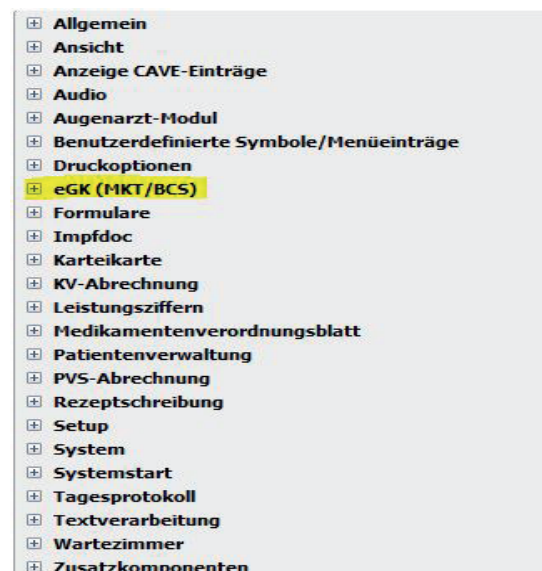 Allgemein
Ansicht
Anzeige CAVE-Einträge
Audio
Augenarzt-Modul
Benutzerdefinierte Symbole/Menüeinträge
Druckoptionen
eGK (MKT/BCS)
Formulare
Impfdoc
Karteikarte
KV-Abrechnung
Leistungsziffern
Medikamentenverordnungsblatt
Patientenverwaltung
PVS-Abrechnung
Rezeptschreibung
Setup
System
Systemstart
Tagesprotokoll
Textverarbeitung
Wartezimmer
Zusatzkomponenten